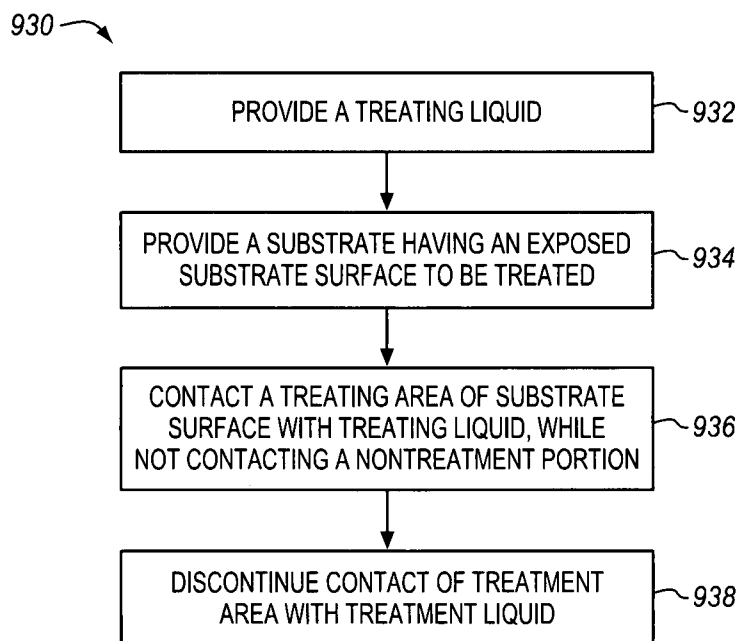 930
PROVIDE A TREATING LIQUID
932
PROVIDE A SUBSTRATE HAVING AN EXPOSED
SUBSTRATE SURFACE TO BE TREATED
934
CONTACT A TREATING AREA OF SUBSTRATE
SURFACE WITH TREATING LIQUID, WHILE
NOT CONTACTING A NONTREATMENT PORTION
936
DISCONTINUE CONTACT OF TREATMENT
AREA WITH TREATMENT LIQUID
938